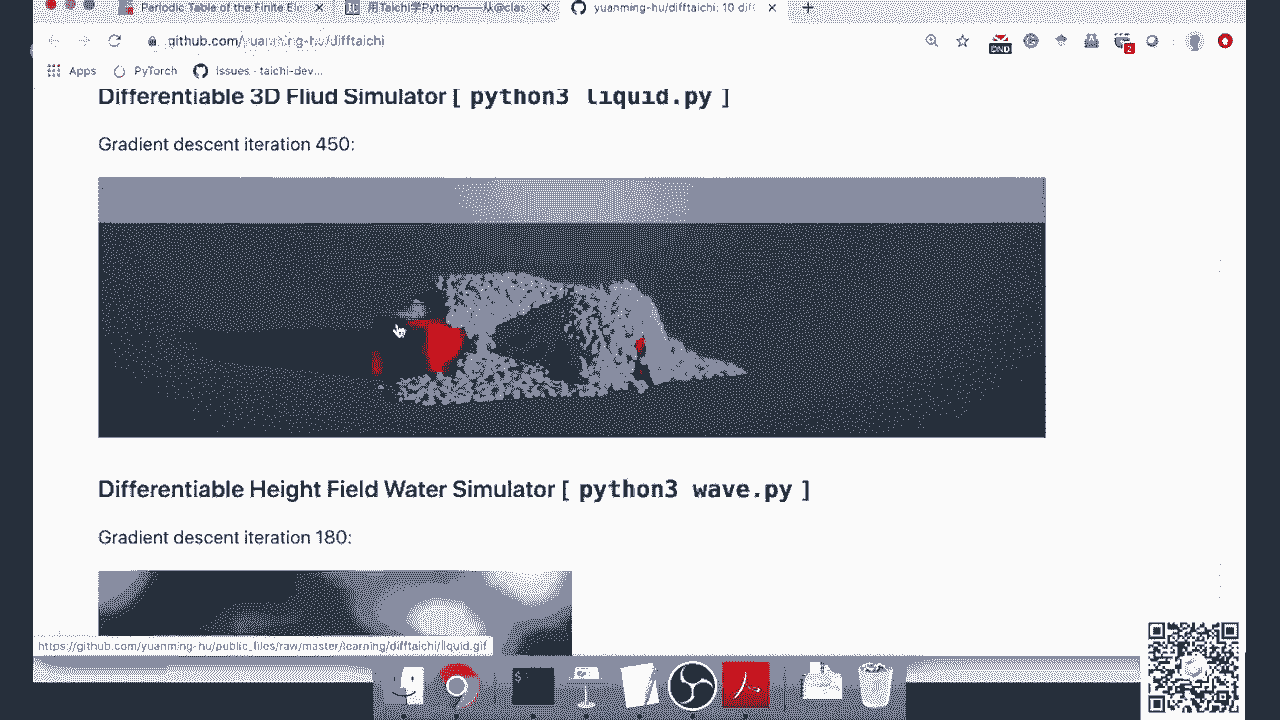 Periodic Table of the Finite Ele
用Taichi学Python——从@clas
yuanming-hu/difftaichi: 10 diff
github.com/yuanming-hu/difftaichi
DND
2
Apps
PyTorch
Issues · taichi-dev...
Differentiable 3D Fliud Simulator [ python3 liquid.py ]
Gradient descent iteration 450:
Differentiable Height Field Water Simulator [ python3 wave.py ]
Gradient descent iteration 180:
https://github.com/yuanming-hu/public_files/raw/master/learning/difftaichi/liquid.gif